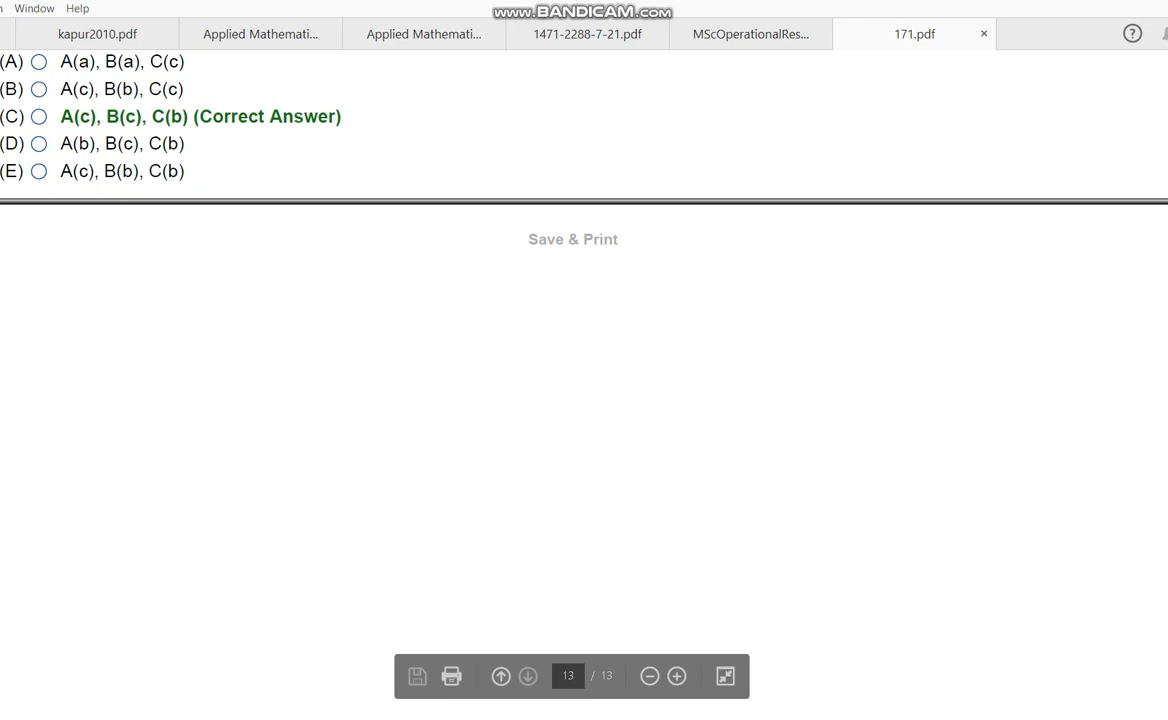 Window Help
www.BANDICAM.com
kapur2010.pdf
Applied Mathemati...
Applied Mathemati...
1471-2288-7-21.pdf
MScOperationalRes...
171.pdf ×
(A) A(a), B(a), C(c)
(B) A(c), B(b), C(c)
(C) A(c), B(c), C(b) (Correct Answer)
(D) A(b), B(c), C(b)
(E) A(c), B(b), C(b)
Save & Print
13 / 13